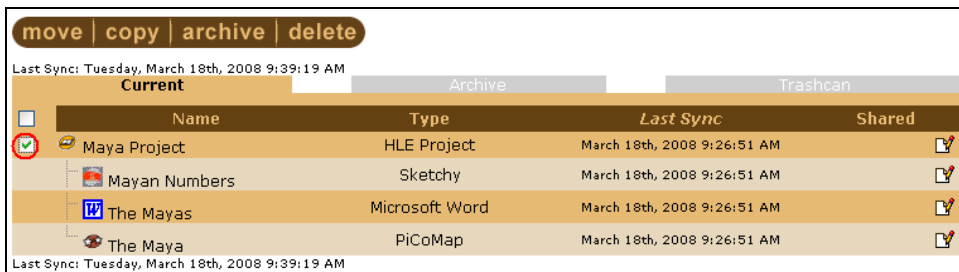 move | copy | archive | delete
Last Sync: Tuesday, March 18th, 2008 9:39:19 AM
Current Archive Trashcan
Name Type Last Sync Shared
Maya Project HLE Project March 18th, 2008 9:26:51 AM
Mayan Numbers Sketchy March 18th, 2008 9:26:51 AM
The Mayas Microsoft Word March 18th, 2008 9:26:51 AM
The Maya PiCoMap March 18th, 2008 9:26:51 AM
Last Sync: Tuesday, March 18th, 2008 9:39:19 AM